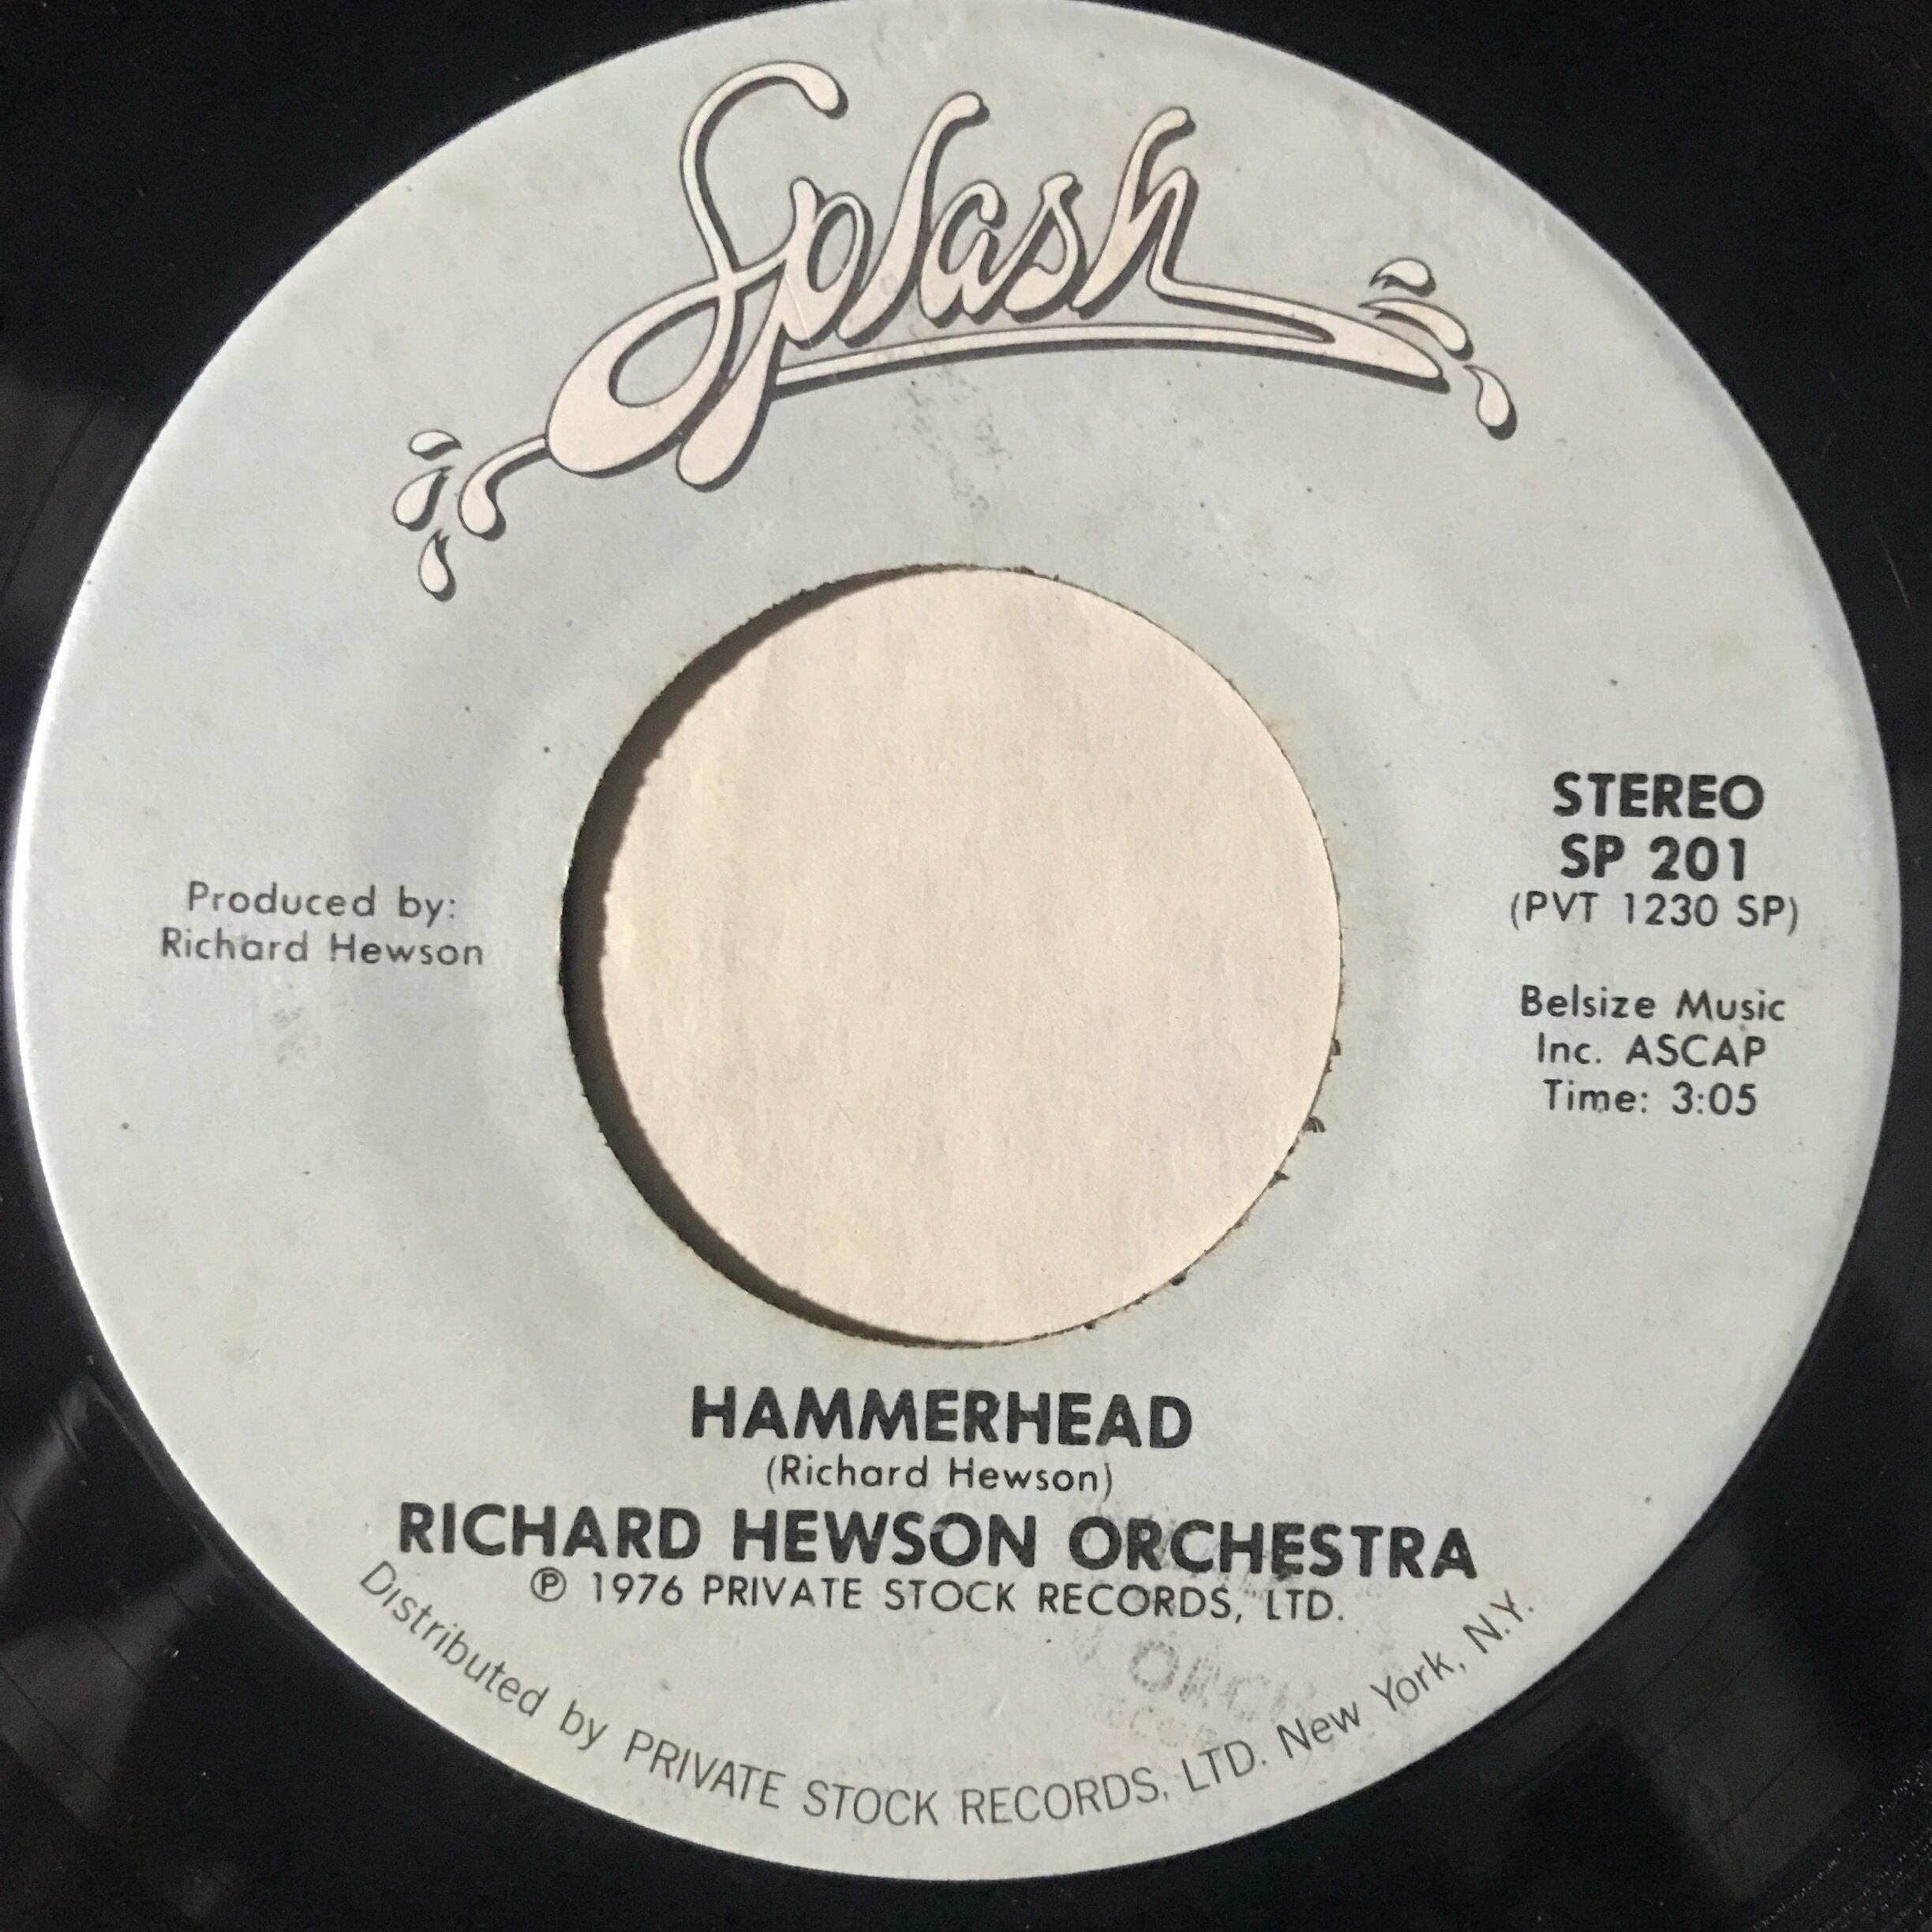 Splash
Produced by:
Richard Hewson
STEREO
SP 201
(PVT 1230 SP)
Belsize Music
Inc. ASCAP
Time: 3:05
HAMMERHEAD
(Richard Hewson)
RICHARD HEWSON ORCHESTRA
℗ 1976 PRIVATE STOCK RECORDS, LTD.
Distributed by PRIVATE STOCK RECORDS, LTD. New York, N.Y.